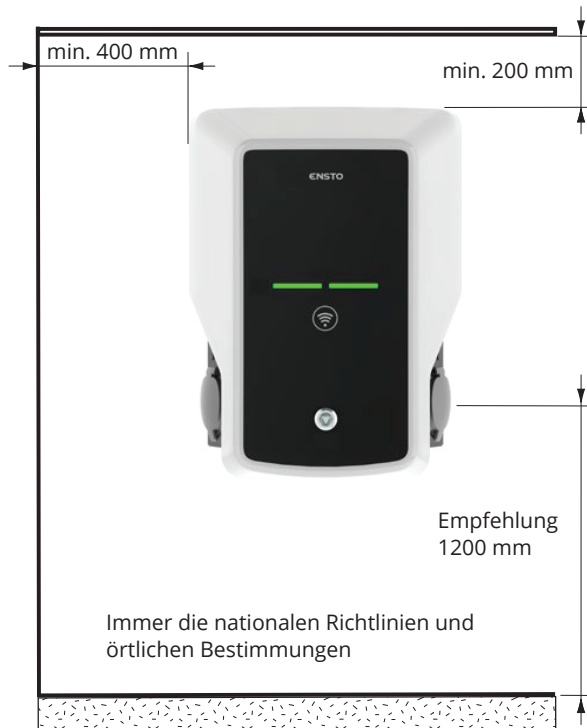 min. 400 mm
min. 200 mm
ENSTO
Empfehlung
1200 mm
Immer die nationalen Richtlinien und
örtlichen Bestimmungen